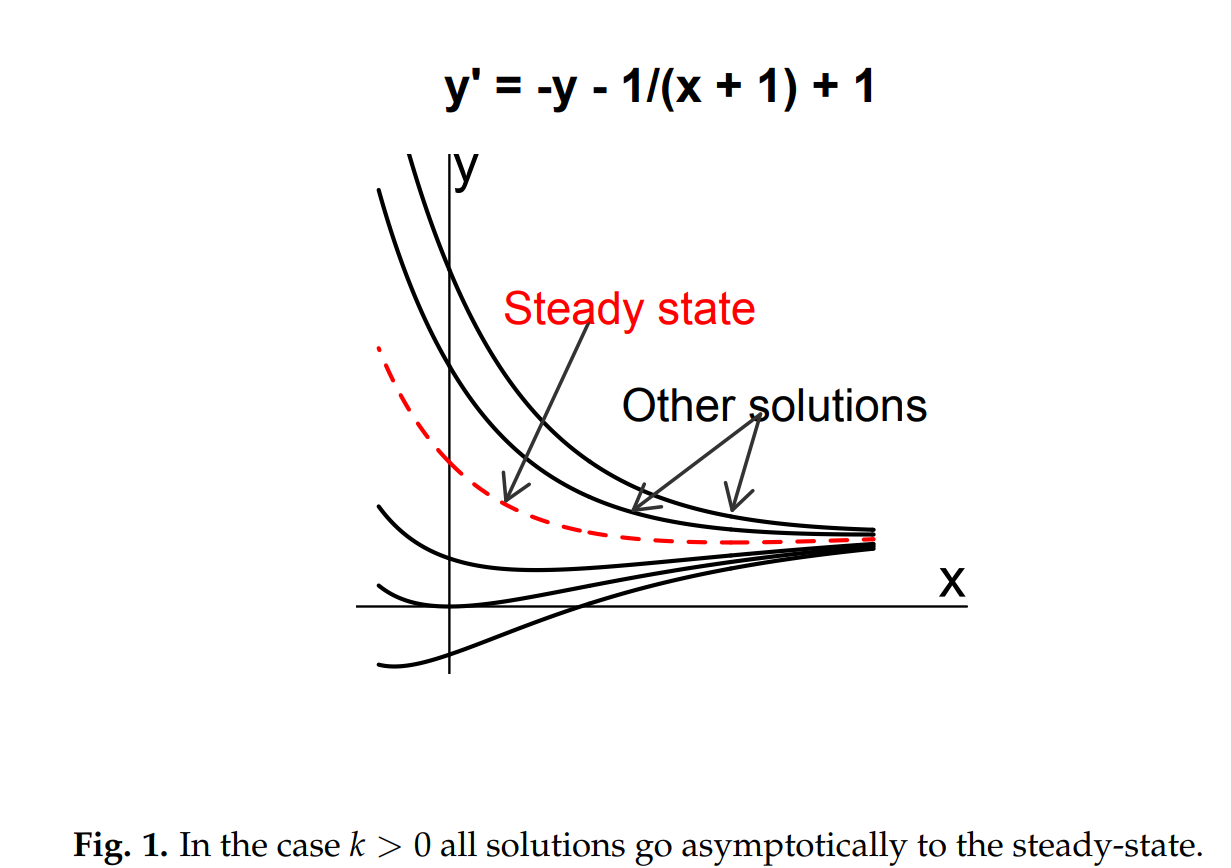 y' = -y - 1/(x + 1) + 1
y
Steady state
Other solutions
x
Fig. 1. In the case k > 0 all solutions go asymptotically to the steady-state.